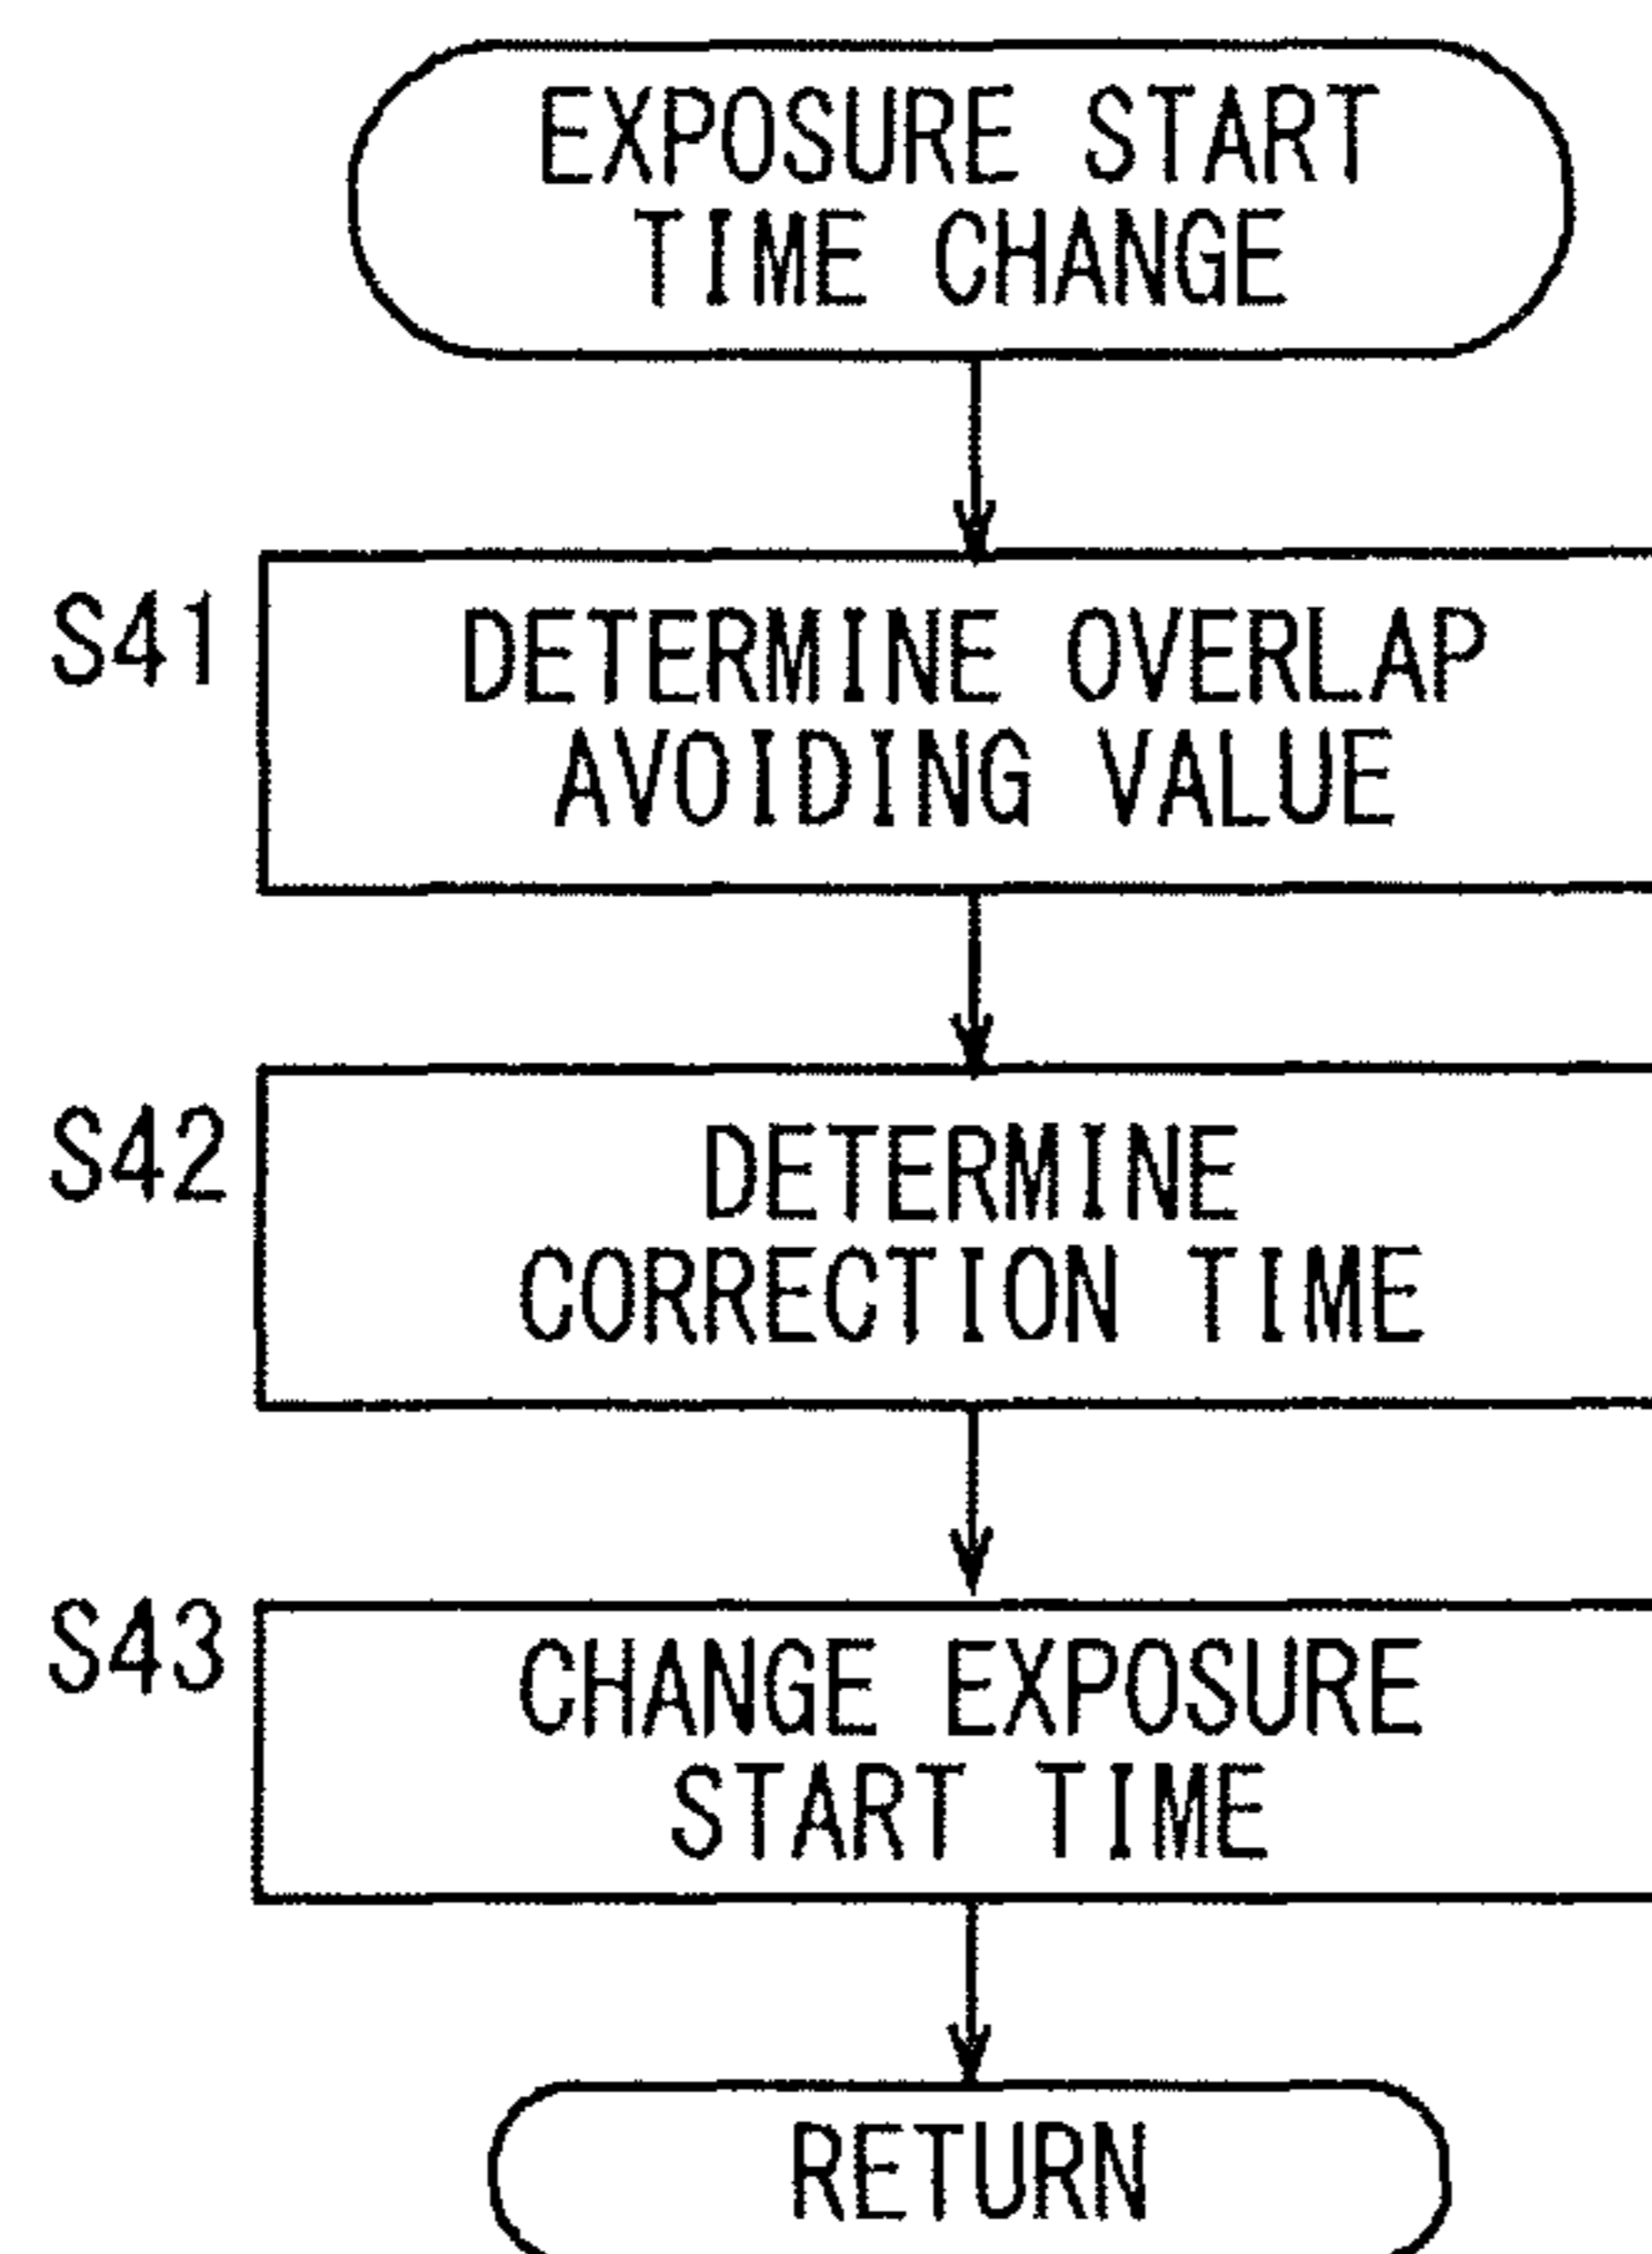 EXPOSURE START
TIME CHANGE
S41
DETERMINE OVERLAP
AVOIDING VALUE
S42
DETERMINE
CORRECTION TIME
S43
CHANGE EXPOSURE
START TIME
RETURN